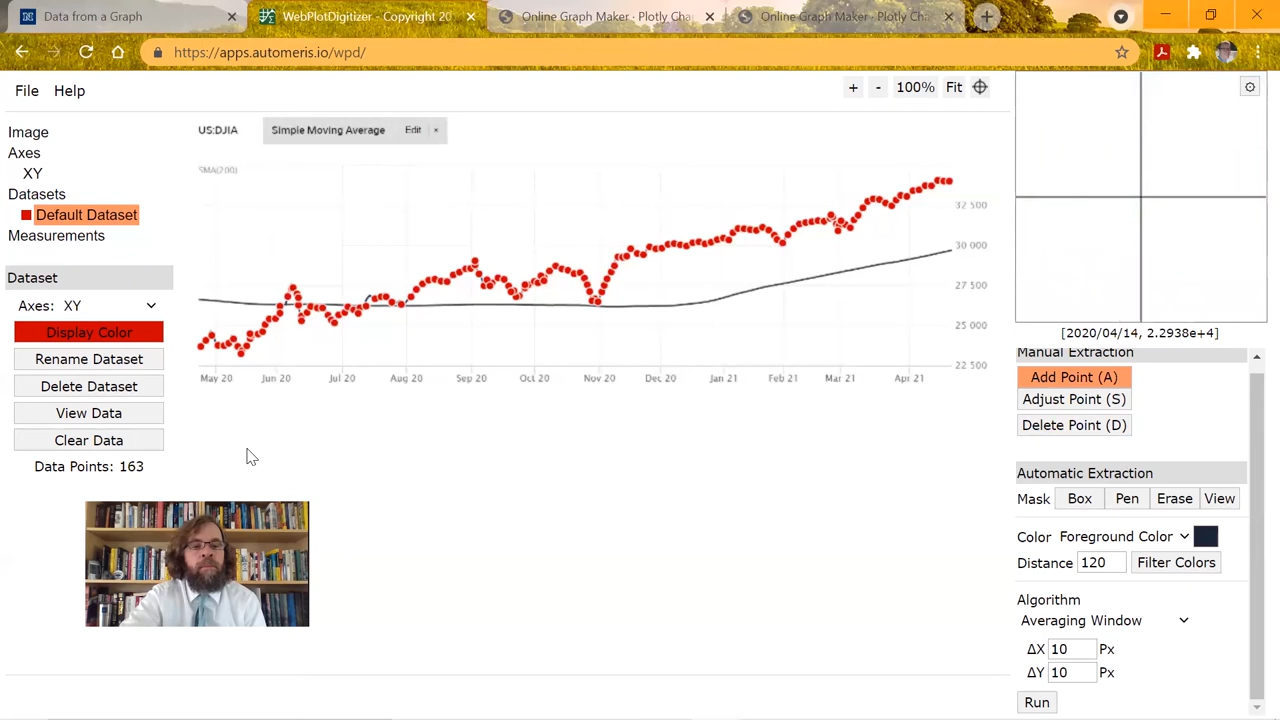 Data from a Graph
WebPlotDigitizer - Copyright 20
Online Graph Maker · Plotly Cha
Online Graph Maker · Plotly Cha
https://apps.automeris.io/wpd/
File Help
+ - 100% Fit
Image
Axes
XY
Datasets
Default Dataset
Measurements
Dataset
Axes: XY
Display Color
Rename Dataset
Delete Dataset
View Data
Clear Data
Data Points: 163
US:DJIA Simple Moving Average Edit ×
SMA(200)
32 500
30 000
27 500
25 000
22 500
May 20 Jun 20 Jul 20 Aug 20 Sep 20 Oct 20 Nov 20 Dec 20 Jan 21 Feb 21 Mar 21 Apr 21
[2020/04/14, 2.2938e+4]
Manual Extraction
Add Point (A)
Adjust Point (S)
Delete Point (D)
Automatic Extraction
Mask Box Pen Erase View
Color Foreground Color
Distance 120 Filter Colors
Algorithm
Averaging Window
ΔX 10 Px
ΔY 10 Px
Run